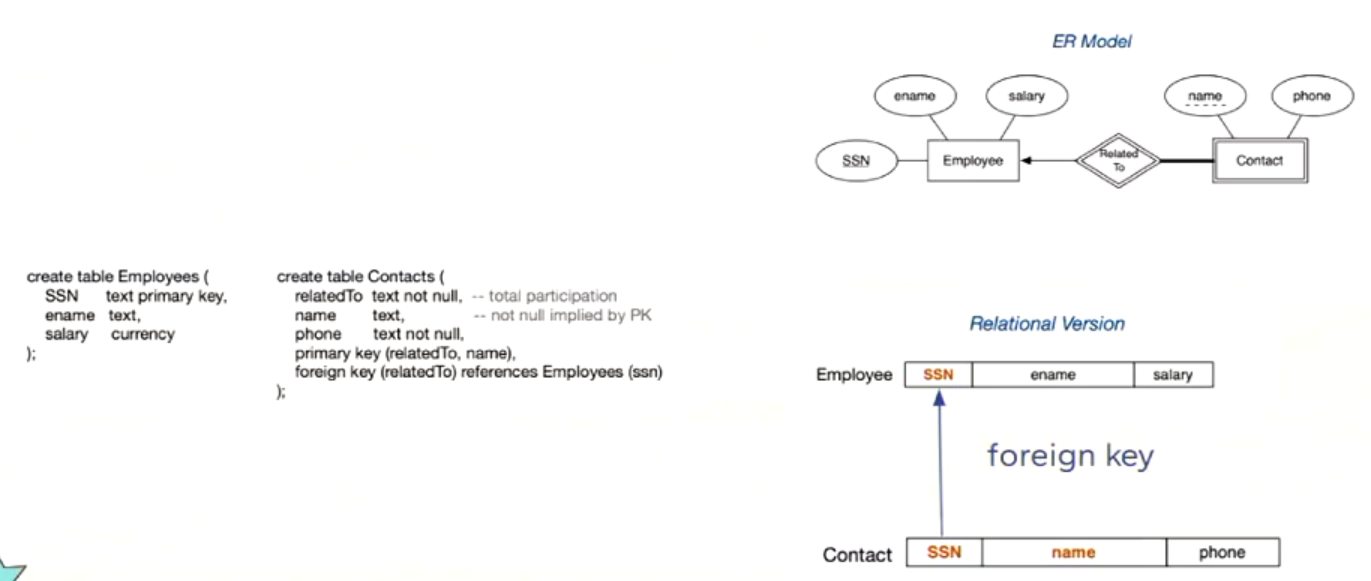 ER Model
ename
salary
name
phone
SSN
Employee
Related
To
Contact
create table Employees (
SSN text primary key,
ename text,
salary currency
);
create table Contacts (
relatedTo text not null, -- total participation
name text, -- not null implied by PK
phone text not null,
primary key (relatedTo, name),
foreign key (relatedTo) references Employees (ssn)
);
Relational Version
Employee SSN ename salary
foreign key
Contact SSN name phone